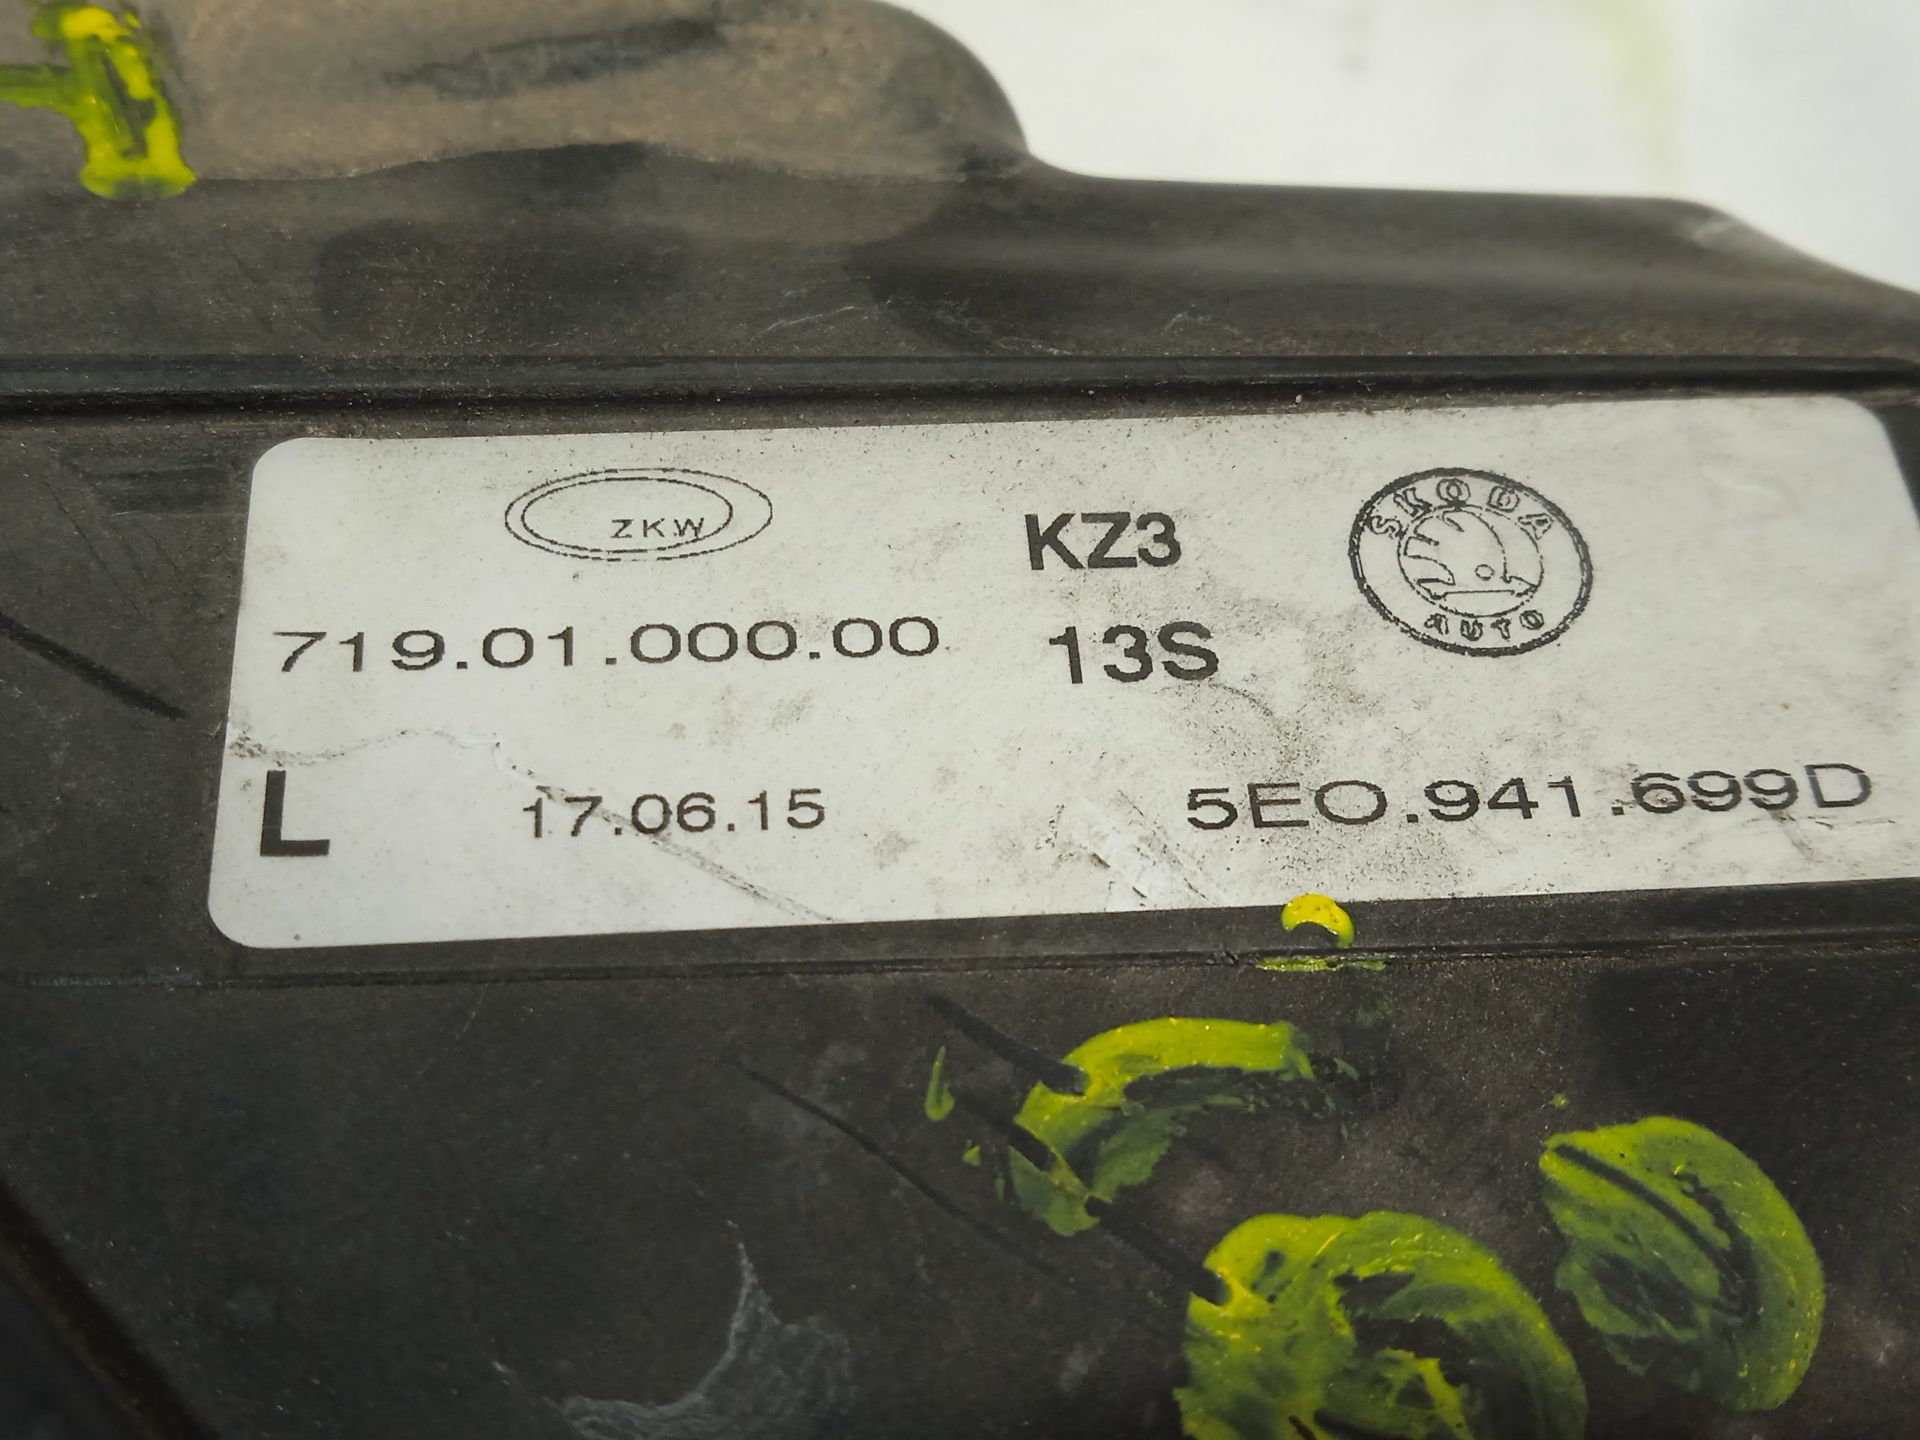 ZKW
KZ3
SKODA
AUTO
719.01.000.00
13S
L
17.06.15
5E0.941.699D